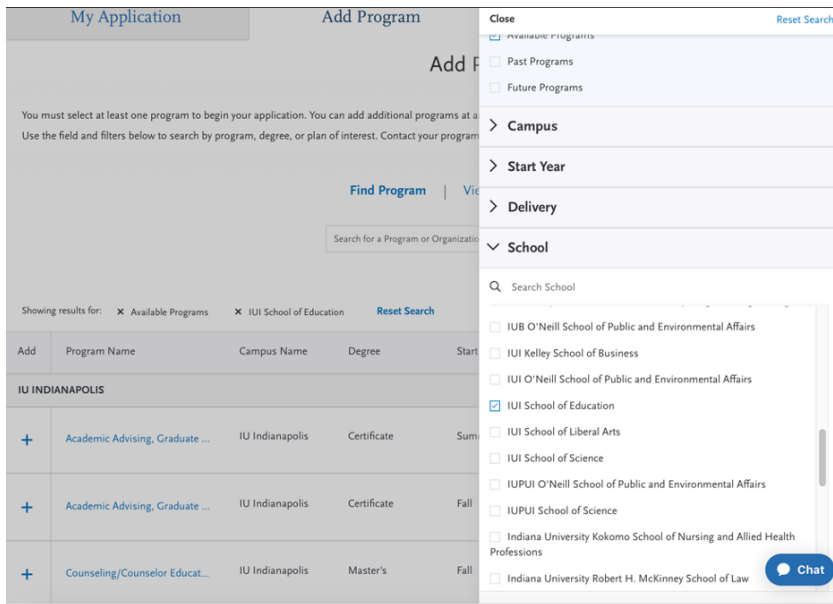 My Application
Add Program
Close
Reset Search
Available Programs
Past Programs
Future Programs
Add
You must select at least one program to begin your application. You can add additional programs at
Use the field and filters below to search by program, degree, or plan of interest. Contact your program
Campus
Start Year
Delivery
School
Find Program
Search for a Program or
Search School
Showing results for:
Available Programs
IUI School of Education
Reset Search
Add
Program Name
Campus Name
Degree
Start
IU INDIANAPOLIS
Academic Advising, Graduate ...
IU Indianapolis
Certificate
Academic Advising, Graduate ...
IU Indianapolis
Certificate
Fall
Counseling/Counselor Educat...
IU Indianapolis
Master's
Fall
IUB O'Neill School of Public and Environmental Affairs
IUI Kelley School of Business
IUI O'Neill School of Public and Environmental Affairs
IUI School of Education
IUI School of Liberal Arts
IUI School of Science
IUPUI O'Neill School of Public and Environmental Affairs
IUPUI School of Science
Indiana University Kokomo School of Nursing and Allied Health
Professions
Indiana University Robert H. McKinney School of Law
Chat